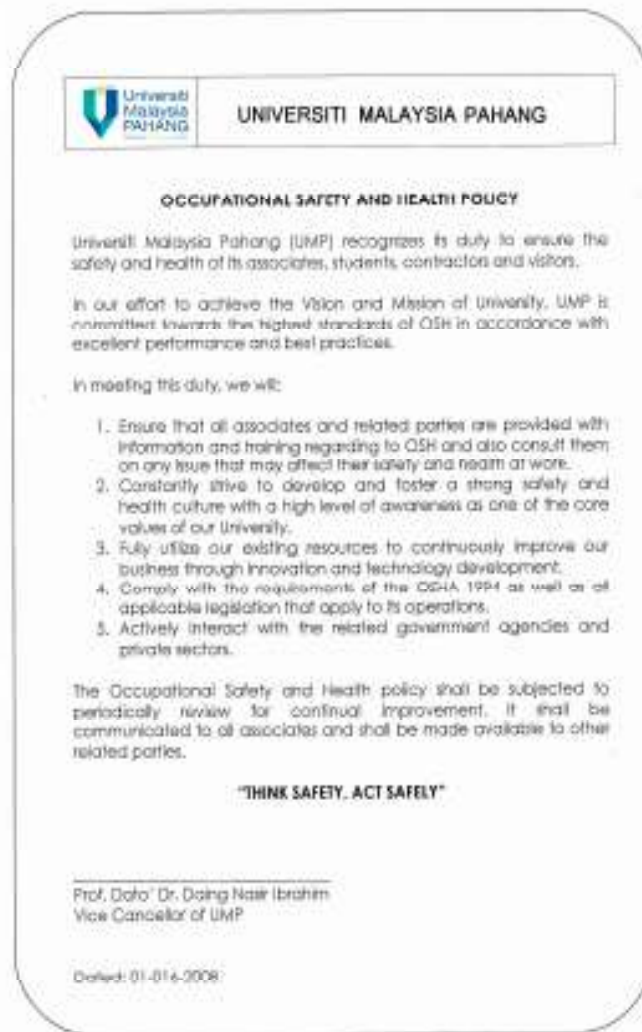 Universiti
Malaysia
PAHANG
UNIVERSITI MALAYSIA PAHANG
OCCUPATIONAL SAFETY AND HEALTH POLICY
Universiti Malaysia Pahang (UMP) recognizes its duty to ensure the
safety and health of its associates, students, contractors and visitors.
In our effort to achieve the Vision and Mission of University, UMP is
committed towards the highest standards of OSH in accordance with
excellent performance and best practices.
In meeting this duty, we will:
1. Ensure that all associates and related parties are provided with
information and training regarding to OSH and also consult them
on any issue that may affect their safety and health at work.
2. Constantly strive to develop and foster a strong safety and
health culture with a high level of awareness as one of the core
values of our University.
3. Fully utilize our existing resources to continuously improve our
business through innovation and technology development.
4. Comply with the requirements of the OSHA 1994 as well as all
applicable legislation that apply to its operations.
5. Actively interact with the related government agencies and
private sectors.
The Occupational Safety and Health policy shall be subjected to
periodically review for continual improvement. It shall be
communicated to all associates and shall be made available to other
related parties.
"THINK SAFETY, ACT SAFELY"
Prof. Dato' Dr. Daing Nasir Ibrahim
Vice Cancellor of UMP
Dated: 01-016-2008